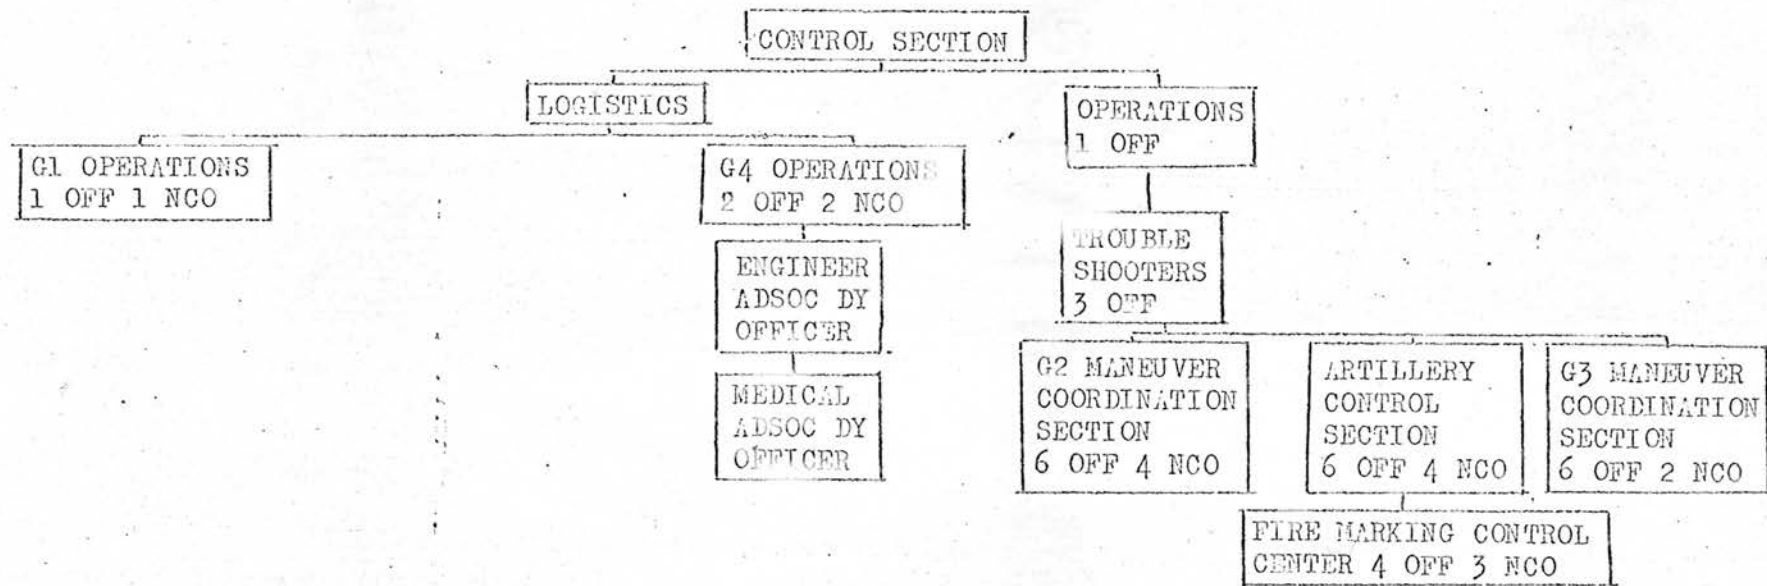 CONTROL SECTION
LOGISTICS
OPERATIONS
1 OFF
G1 OPERATIONS
1 OFF 1 NCO
G4 OPERATIONS
2 OFF 2 NCO
ENGINEER
ADSOC DY
OFFICER
MEDICAL
ADSOC DY
OFFICER
TROUBLE
SHOOTERS
3 OFF
G2 MANEUVER
COORDINATION
SECTION
6 OFF 4 NCO
ARTILLERY
CONTROL
SECTION
6 OFF 4 NCO
G3 MANEUVER
COORDINATION
SECTION
6 OFF 2 NCO
FIRE MARKING CONTROL
CENTER 4 OFF 3 NCO